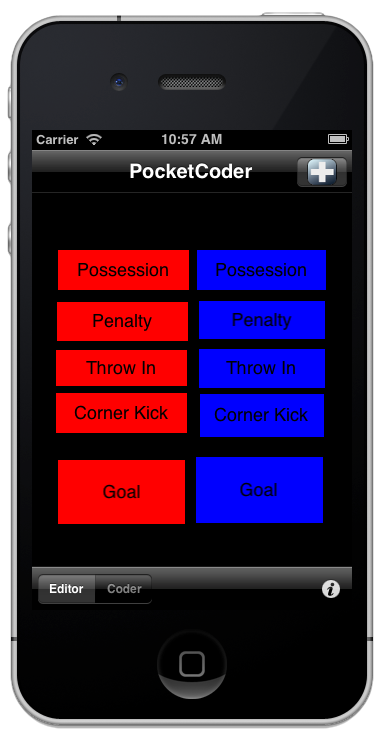 Carrier 10:57 AM
PocketCoder
Possession Possession
Penalty Penalty
Throw In Throw In
Corner Kick Corner Kick
Goal Goal
Editor Coder